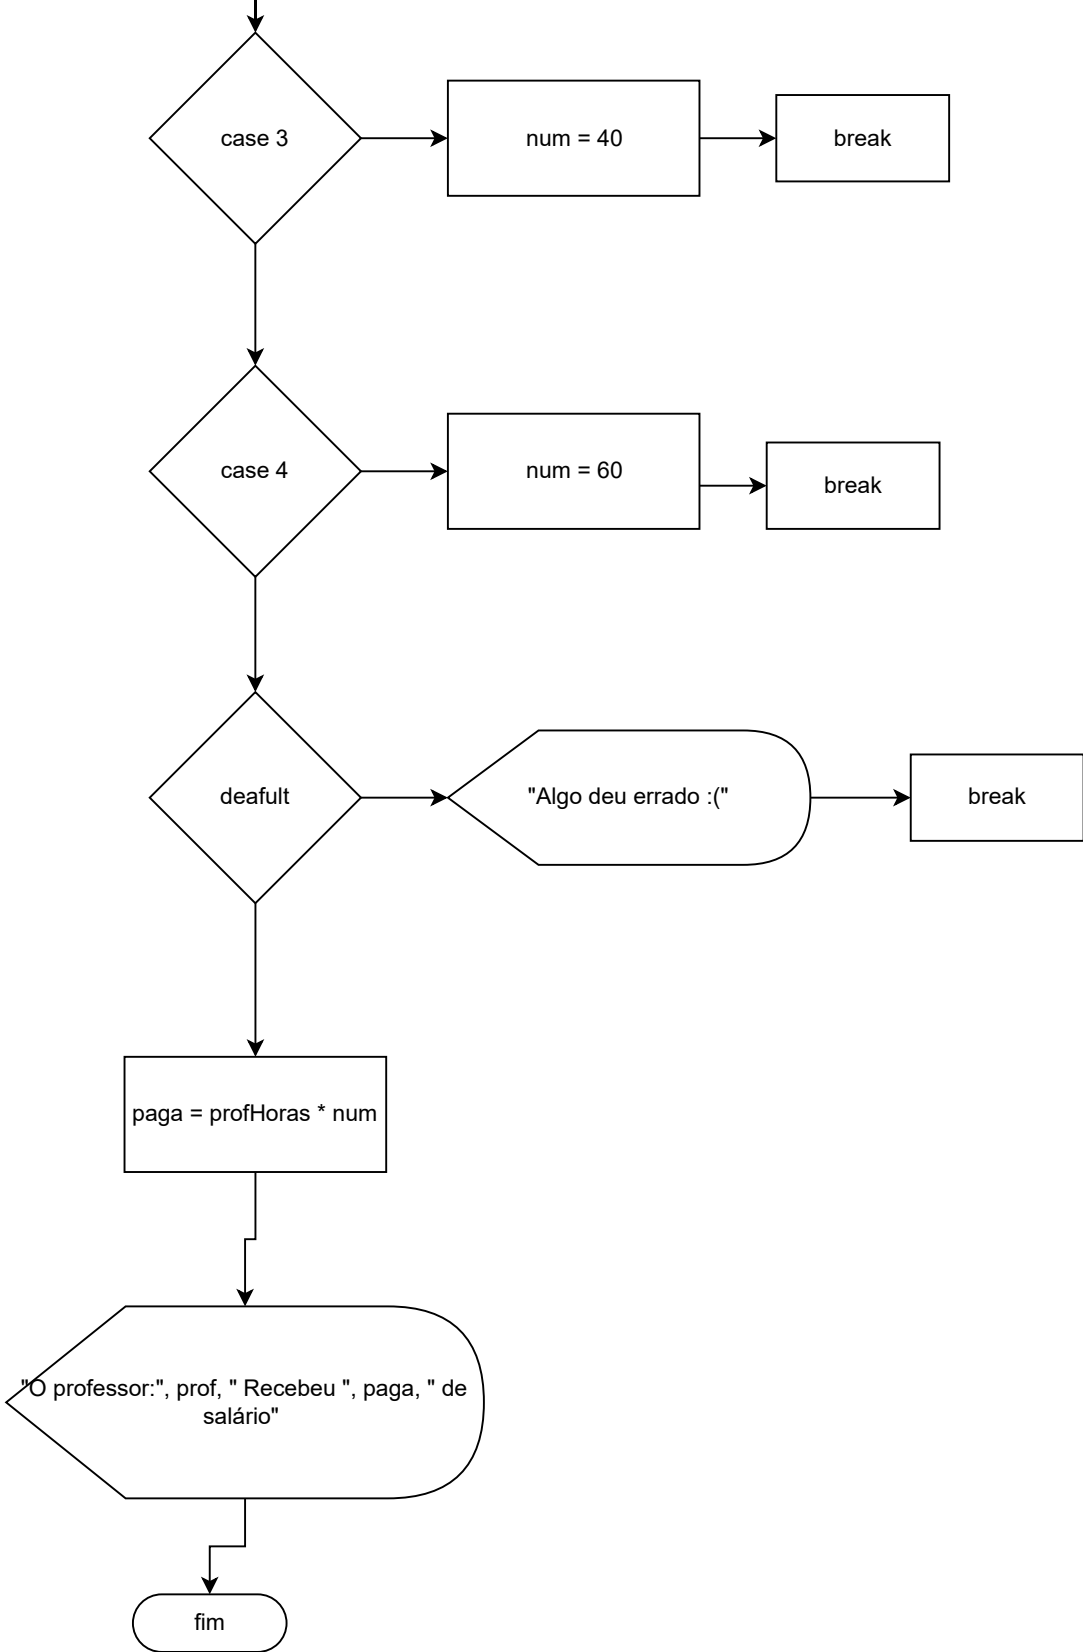 case 3
num = 40
break
case 4
num = 60
break
deafult
"Algo deu errado :("
break
paga = profHoras * num
"O professor:", prof, " Recebeu ", paga, " de
salário"
fim